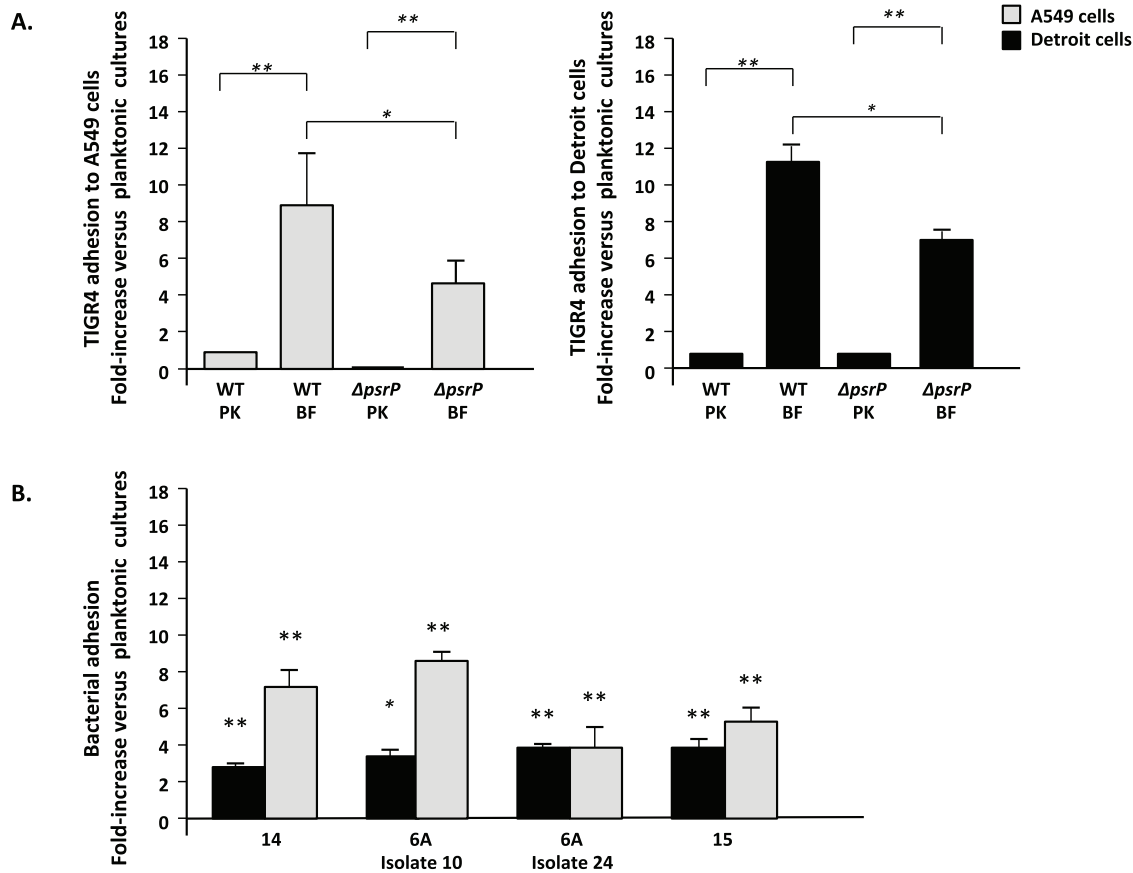 A.
TIGR4 adhesion to A549 cells
Fold-increase versus planktonic cultures
18
16
14
12
10
8
6
4
2
0
**
**
*
WT
PK
WT
BF
ΔpsrP
PK
ΔpsrP
BF
TIGR4 adhesion to Detroit cells
Fold-increase versus planktonic cultures
18
16
14
12
10
8
6
4
2
0
**
**
*
WT
PK
WT
BF
ΔpsrP
PK
ΔpsrP
BF
A549 cells
Detroit cells
B.
Bacterial adhesion
Fold-increase versus planktonic cultures
18
16
14
12
10
8
6
4
2
0
**
**
*
**
**
**
**
**
14
6A
Isolate 10
6A
Isolate 24
15